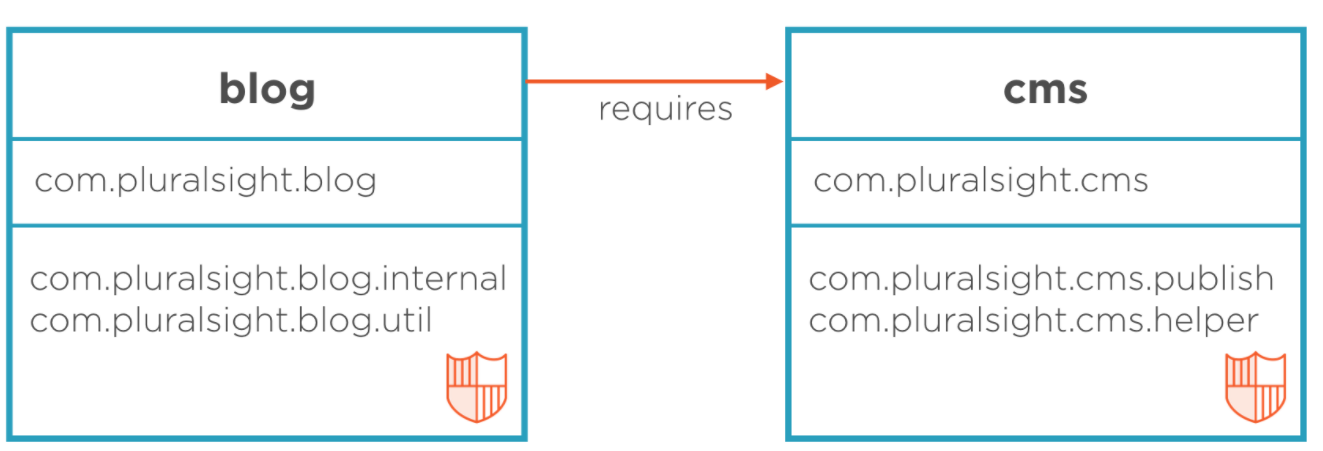 blog
requires
cms
com.pluralsight.blog
com.pluralsight.cms
com.pluralsight.blog.internal
com.pluralsight.blog.util
com.pluralsight.cms.publish
com.pluralsight.cms.helper